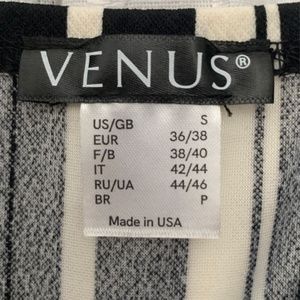 VENUS®
US/GB S
EUR 36/38
F/B 38/40
IT 42/44
RU/UA 44/46
BR P
Made in USA